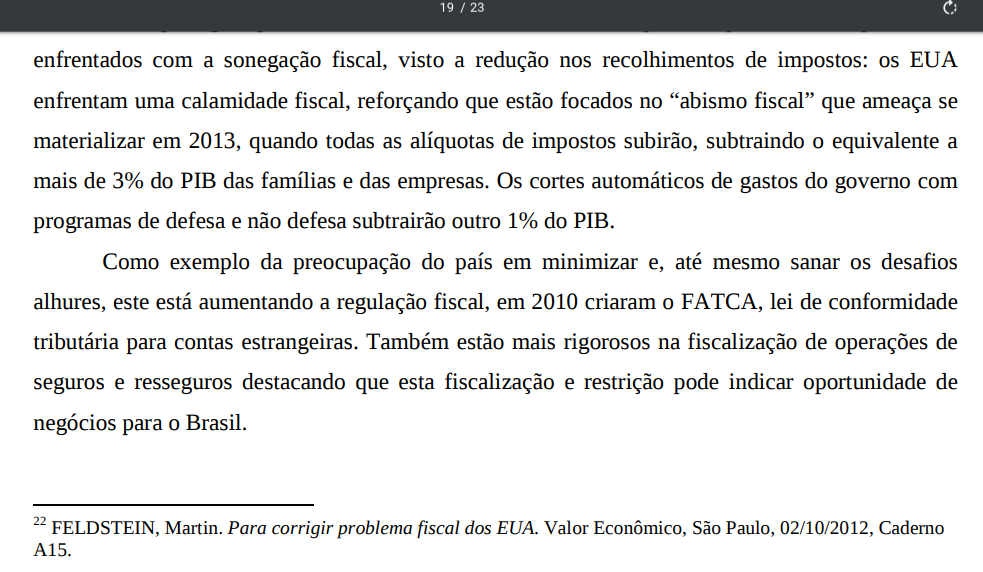 19 / 23
enfrentados com a sonegação fiscal, visto a redução nos recolhimentos de impostos: os EUA
enfrentam uma calamidade fiscal, reforçando que estão focados no “abismo fiscal” que ameaça se
materializar em 2013, quando todas as alíquotas de impostos subirão, subtraindo o equivalente a
mais de 3% do PIB das famílias e das empresas. Os cortes automáticos de gastos do governo com
programas de defesa e não defesa subtrairão outro 1% do PIB.
Como exemplo da preocupação do país em minimizar e, até mesmo sanar os desafios
alhures, este está aumentando a regulação fiscal, em 2010 criaram o FATCA, lei de conformidade
tributária para contas estrangeiras. Também estão mais rigorosos na fiscalização de operações de
seguros e resseguros destacando que esta fiscalização e restrição pode indicar oportunidade de
negócios para o Brasil.
22 FELDSTEIN, Martin. Para corrigir problema fiscal dos EUA. Valor Econômico, São Paulo, 02/10/2012, Caderno
A15.